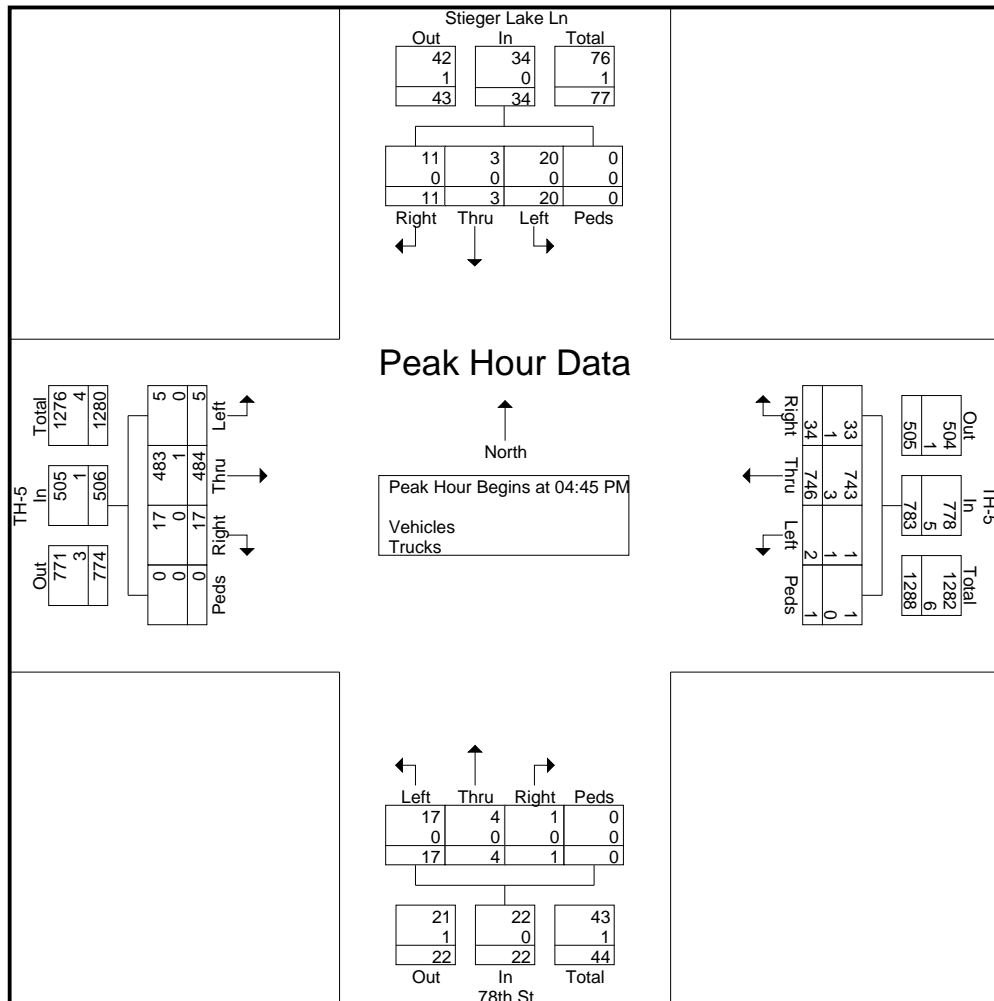 Stieger Lake Ln
Out In Total
42 34 76
1 0 1
43 34 77
11 3 20 0
0 0 0 0
11 3 20 0
Right Thru Left Peds
Peak Hour Data
North
Peak Hour Begins at 04:45 PM
Vehicles
Trucks
TH-5
Total In Out
1276 505 771
4 1 3
1280 506 774
5 483 17 0
0 1 0 0
5 484 17 0
Left Thru Right Peds
TH-5
Out In Total
504 778 1282
1 5 6
505 783 1288
33 743 1 1
1 3 1 0
34 746 2 1
Right Thru Left Peds
Left Thru Right Peds
17 4 1 0
0 0 0 0
17 4 1 0
21 22 43
1 0 1
22 22 44
Out In Total
78th St